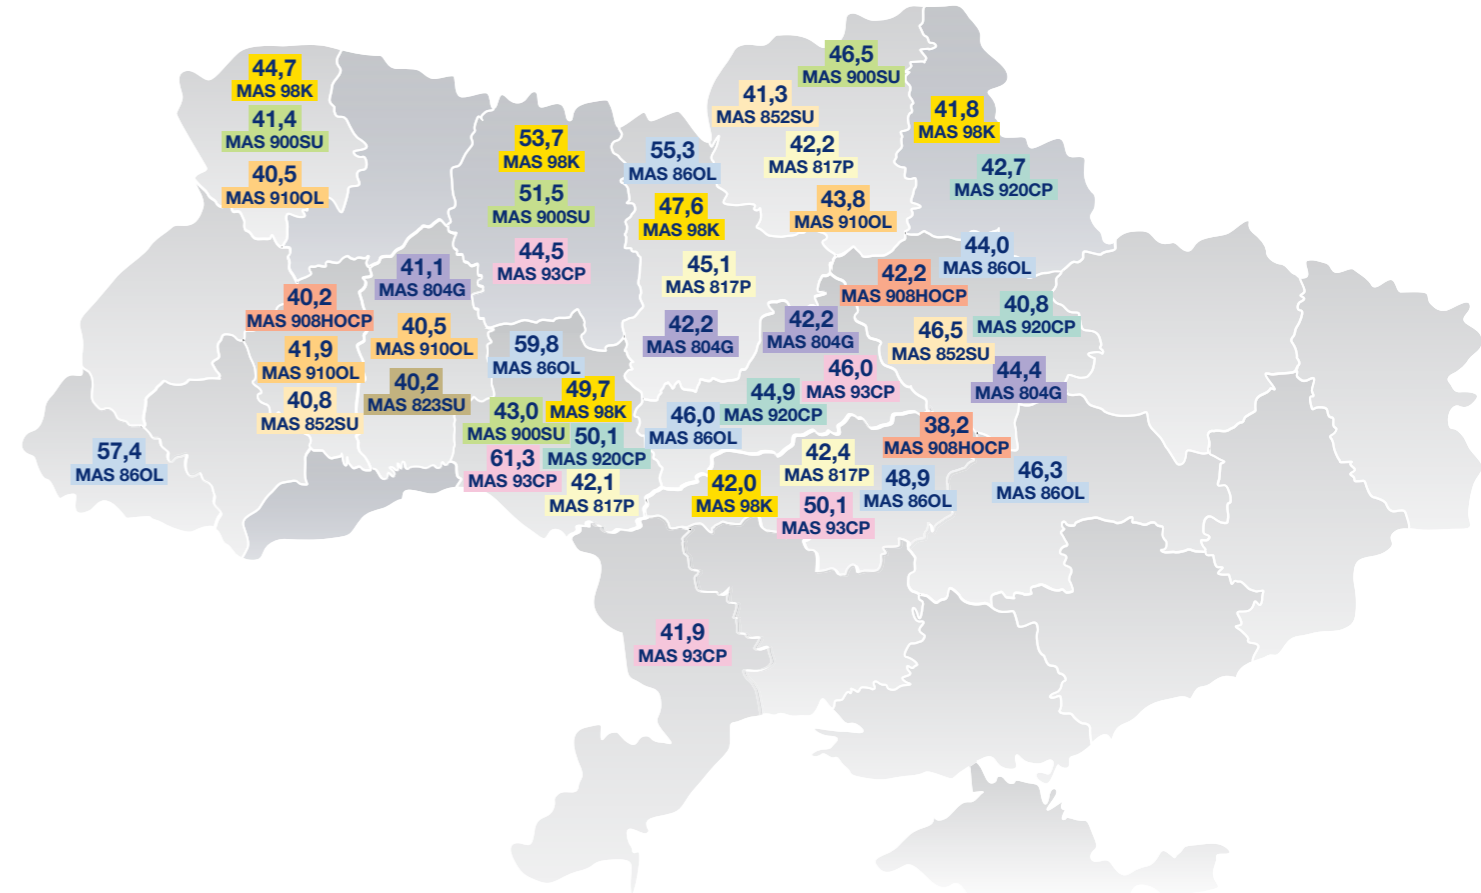 44,7
MAS 98K
41,4
MAS 900SU
40,5
MAS 910OL
53,7
MAS 98K
51,5
MAS 900SU
44,5
MAS 93CP
55,3
MAS 86OL
47,6
MAS 98K
45,1
MAS 817P
42,2
MAS 804G
46,5
MAS 900SU
41,3
MAS 852SU
42,2
MAS 817P
43,8
MAS 910OL
41,8
MAS 98K
42,7
MAS 920CP
40,2
MAS 908HOCP
41,9
MAS 910OL
40,8
MAS 852SU
41,1
MAS 804G
40,5
MAS 910OL
40,2
MAS 823SU
57,4
MAS 86OL
59,8
MAS 86OL
49,7
MAS 98K
43,0
MAS 900SU
50,1
MAS 920CP
61,3
MAS 93CP
42,1
MAS 817P
42,2
MAS 804G
46,0
MAS 93CP
44,9
MAS 920CP
46,0
MAS 86OL
44,0
MAS 86OL
42,2
MAS 908HOCP
40,8
MAS 920CP
46,5
MAS 852SU
44,4
MAS 804G
38,2
MAS 908HOCP
42,4
MAS 817P
48,9
MAS 86OL
42,0
MAS 98K
50,1
MAS 93CP
46,3
MAS 86OL
41,9
MAS 93CP